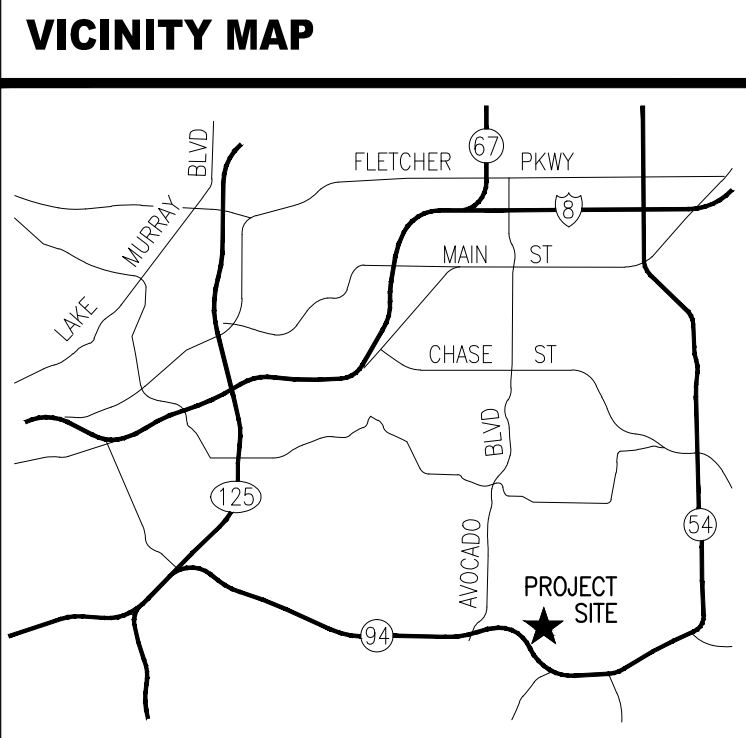 VICINITY MAP
LAKE MURRAY BLVD
67
FLETCHER PKWY
8
MAIN ST
CHASE ST
AVOCADO BLVD
125
54
PROJECT
SITE
94